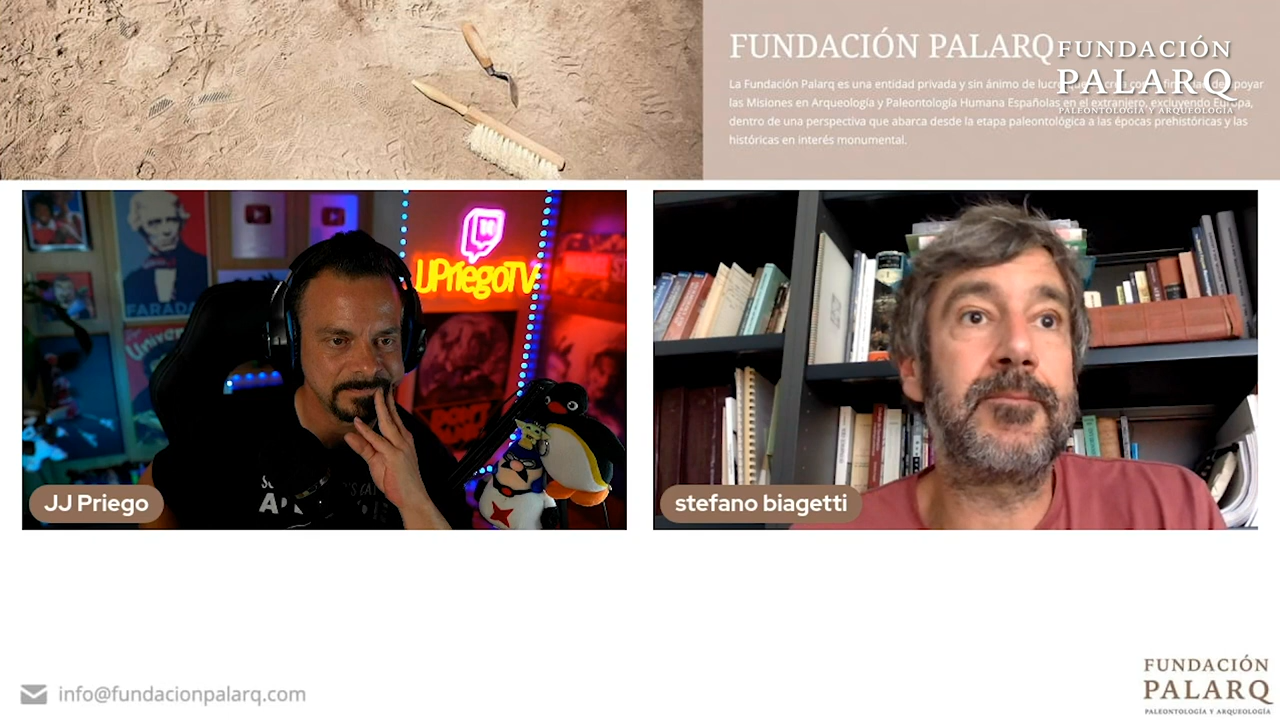 FUNDACIÓN PALARQ
FUNDACIÓN
PALARQ
PALEONTOLOGÍA Y ARQUEOLOGÍA
La Fundación Palarq es una entidad privada y sin ánimo de lucro
las Misiones en Arqueología y Paleontología Humana Españolas en el extranjero, excluyendo Europa,
dentro de una perspectiva que abarca desde la etapa paleontológica a las épocas prehistóricas y las
históricas en interés monumental.
JJPriegoTV
FARADA
JJ Priego
stefano biagetti
info@fundacionpalarq.com
FUNDACIÓN
PALARQ
PALEONTOLOGÍA Y ARQUEOLOGÍA